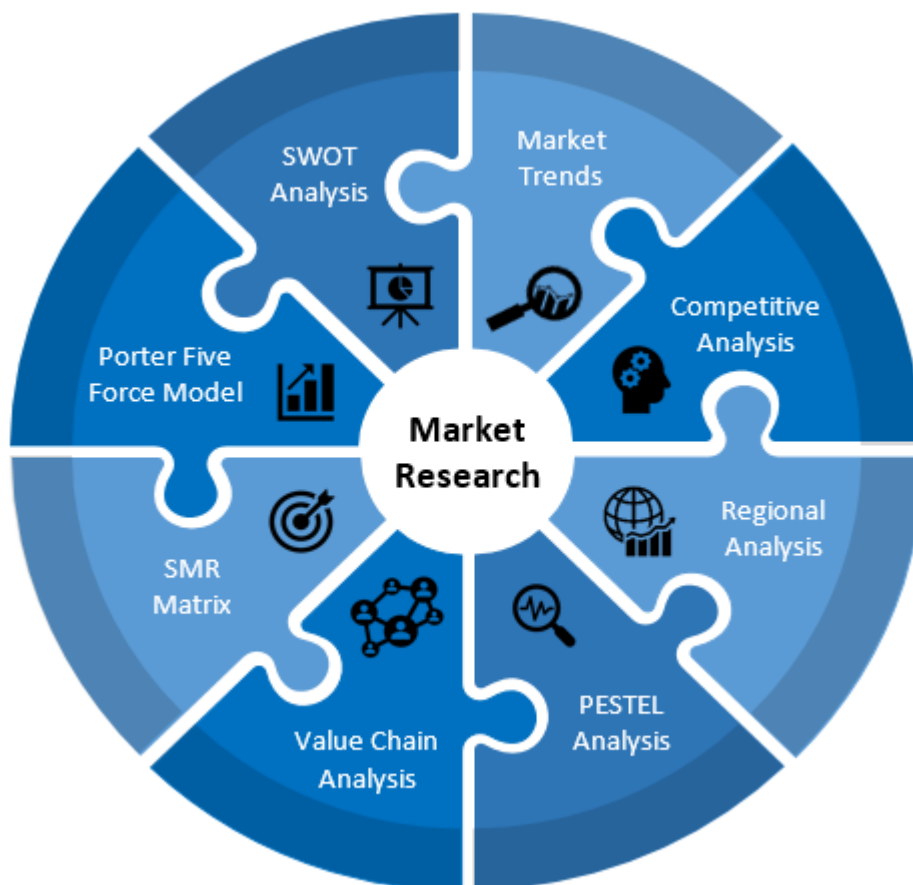 SWOT
Analysis
Market
Trends
Competitive
Analysis
Porter Five
Force Model
Market
Research
Regional
Analysis
SMR
Matrix
PESTEL
Analysis
Value Chain
Analysis